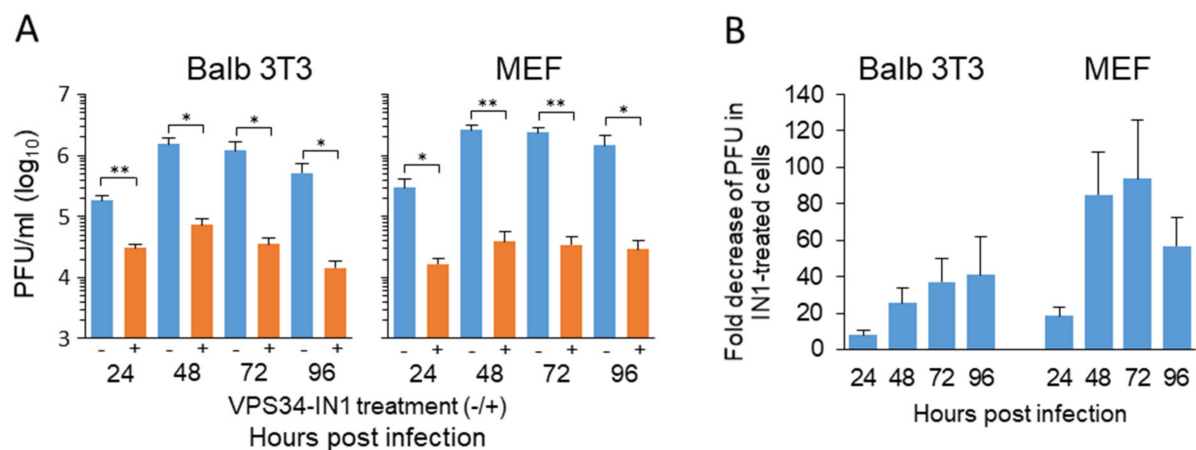 A
Balb 3T3
MEF
PFU/ml (log10)
7
6
5
4
3
** * * *
* ** ** *
- + - + - + - +
- + - + - + - +
24 48 72 96
24 48 72 96
VPS34-IN1 treatment (-/+)
Hours post infection
B
Balb 3T3
MEF
Fold decrease of PFU in
IN1-treated cells
140
120
100
80
60
40
20
0
24 48 72 96
24 48 72 96
Hours post infection